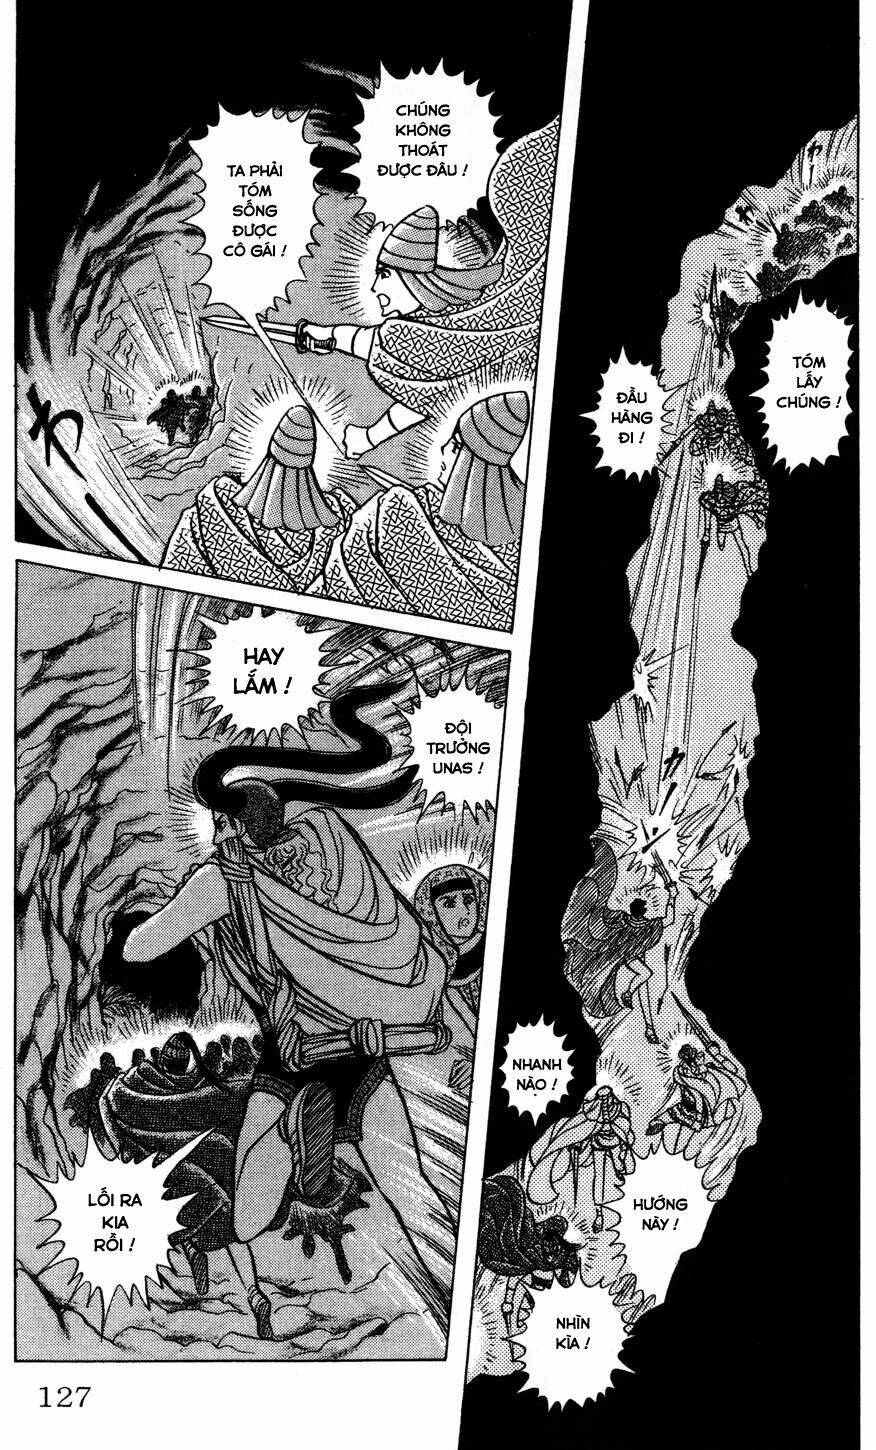 TÓM
LẤY
CHÚNG !
ĐẦU
HÀNG
ĐI !
NHANH
NÀO !
HƯỚNG
NÀY !
NHÌN
KÌA !
CHÚNG
KHÔNG
THOÁT
ĐƯỢC ĐÂU !
TA PHẢI
TÓM
SỐNG
ĐƯỢC
CÔ GÁI !
HAY
LẮM !
ĐỘI
TRƯỞNG
UNAS !
LỐI RA
KIA
RỒI !
127